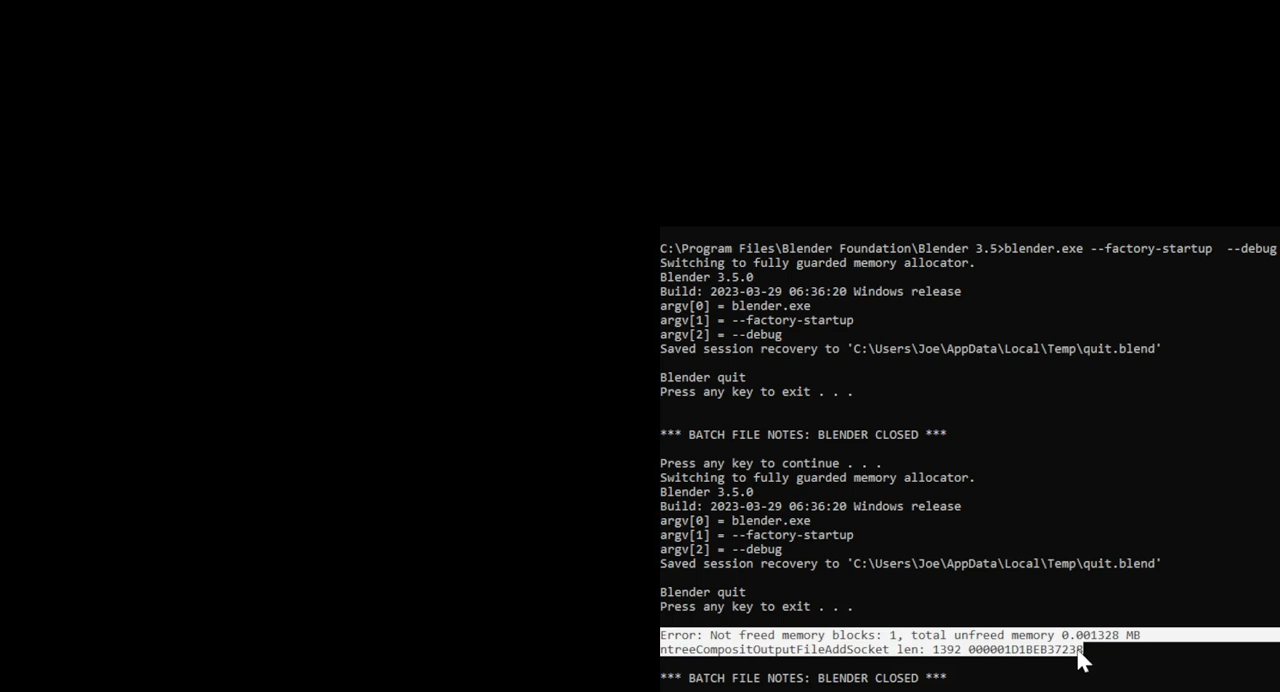 C:\Program Files\Blender Foundation\Blender 3.5>blender.exe --factory-startup  --debug
Switching to fully guarded memory allocator.
Blender 3.5.0
Build: 2023-03-29 06:36:20 Windows release
argv[0] = blender.exe
argv[1] = --factory-startup
argv[2] = --debug
Saved session recovery to 'C:\Users\Joe\AppData\Local\Temp\quit.blend'
Blender quit
Press any key to exit . . .
*** BATCH FILE NOTES: BLENDER CLOSED ***
Press any key to continue . . .
Switching to fully guarded memory allocator.
Blender 3.5.0
Build: 2023-03-29 06:36:20 Windows release
argv[0] = blender.exe
argv[1] = --factory-startup
argv[2] = --debug
Saved session recovery to 'C:\Users\Joe\AppData\Local\Temp\quit.blend'
Blender quit
Press any key to exit . . .
Error: Not freed memory blocks: 1, total unfreed memory 0.001328 MB
ntreeCompositOutputFileAddSocket len: 1392
*** BATCH FILE NOTES: BLENDER CLOSED ***